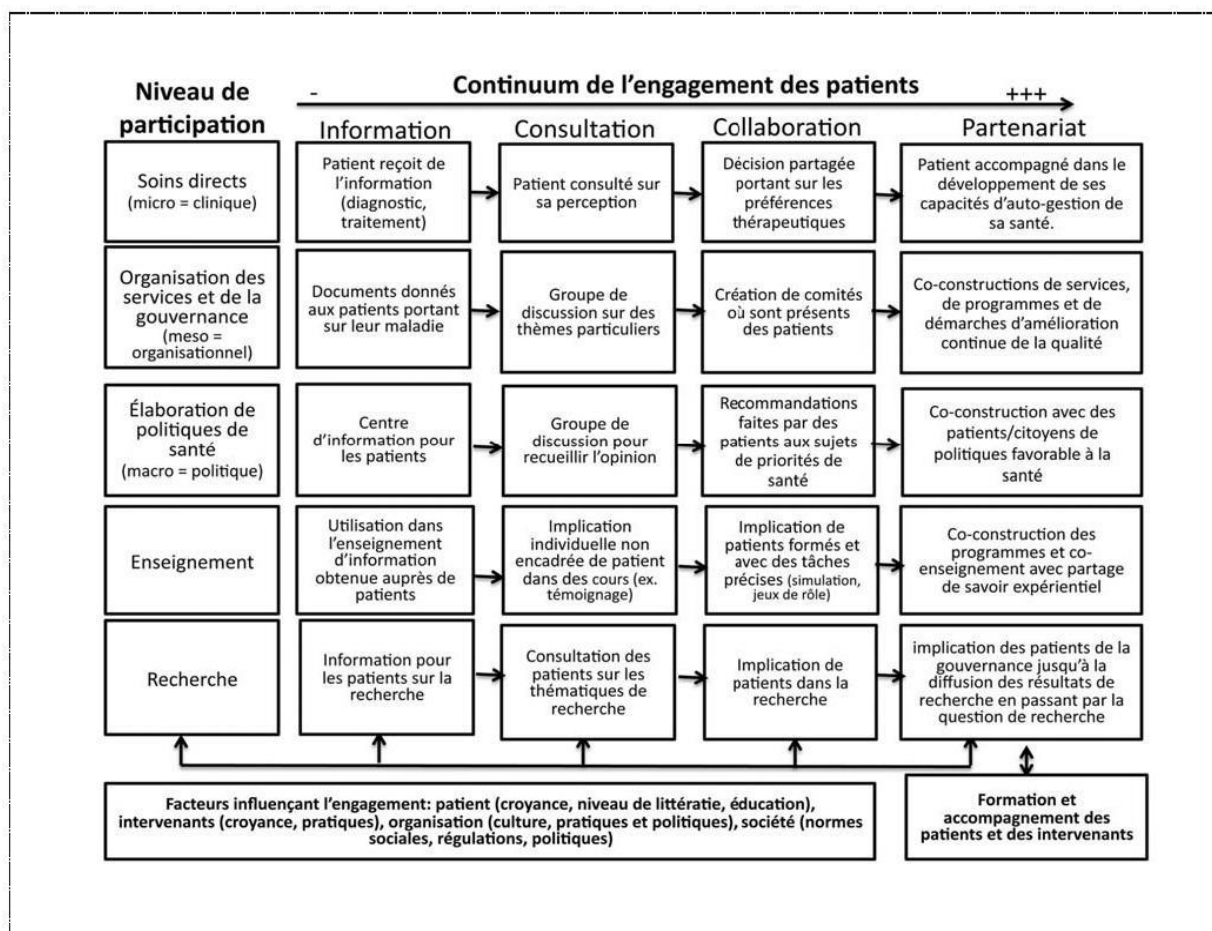 Continuum de l’engagement des patients
-
+++
Niveau de
participation
Information
Consultation
Collaboration
Partenariat
Soins directs
(micro = clinique)
Patient reçoit de
l’information
(diagnostic,
traitement)
Patient consulté sur
sa perception
Décision partagée
portant sur les
préférences
thérapeutiques
Patient accompagné dans le
développement de ses
capacités d’auto-gestion de
sa santé.
Organisation des
services et de la
gouvernance
(meso =
organisationnel)
Documents donnés
aux patients portant
sur leur maladie
Groupe de
discussion sur des
thèmes particuliers
Création de comités
où sont présents
des patients
Co-constructions de services,
de programmes et de
démarches d’amélioration
continue de la qualité
Élaboration de
politiques de
santé
(macro = politique)
Centre
d’information pour
les patients
Groupe de
discussion pour
recueillir l’opinion
Recommandations
faites par des
patients aux sujets
de priorités de
santé
Co-construction avec des
patients/citoyens de
politiques favorable à la
santé
Enseignement
Utilisation dans
l’enseignement
d’information
obtenue auprès de
patients
Implication
individuelle non
encadrée de patient
dans des cours (ex.
témoignage)
Implication de
patients formés et
avec des tâches
précises (simulation,
jeux de rôle)
Co-construction des
programmes et co-
enseignement avec partage
de savoir expérientiel
Recherche
Information pour
les patients sur la
recherche
Consultation des
patients sur les
thématiques de
recherche
Implication de
patients dans la
recherche
implication des patients de la
gouvernance jusqu’à la
diffusion des résultats de
recherche en passant par la
question de recherche
Facteurs influençant l’engagement: patient (croyance, niveau de littératie, éducation),
intervenants (croyance, pratiques), organisation (culture, pratiques et politiques), société (normes
sociales, régulations, politiques)
Formation et
accompagnement des
patients et des intervenants